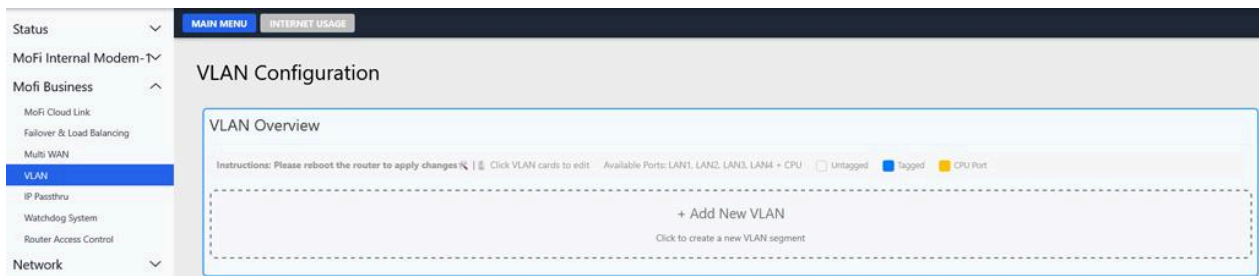 MAIN MENU INTERNET USAGE
Status
MoFi Internal Modem-1
Mofi Business
MoFi Cloud Link
Failover & Load Balancing
Multi WAN
VLAN
IP Passthru
Watchdog System
Router Access Control
Network
VLAN Configuration
VLAN Overview
Instructions: Please reboot the router to apply changes | Click VLAN cards to edit Available Ports: LAN1, LAN2, LAN3, LAN4 + CPU Untagged Tagged CPU Port
+ Add New VLAN
Click to create a new VLAN segment